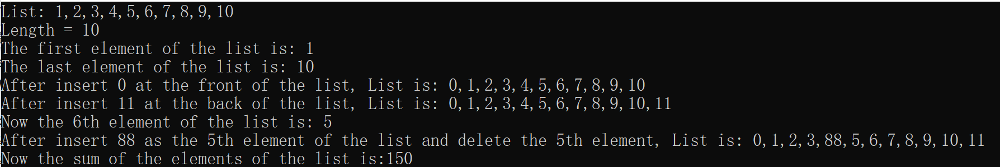 List: 1,2,3,4,5,6,7,8,9,10
Length = 10
The first element of the list is: 1
The last element of the list is: 10
After insert 0 at the front of the list, List is: 0,1,2,3,4,5,6,7,8,9,10
After insert 11 at the back of the list, List is: 0,1,2,3,4,5,6,7,8,9,10,11
Now the 6th element of the list is: 5
After insert 88 as the 5th element of the list and delete the 5th element, List is: 0,1,2,3,88,5,6,7,8,9,10,11
Now the sum of the elements of the list is:150